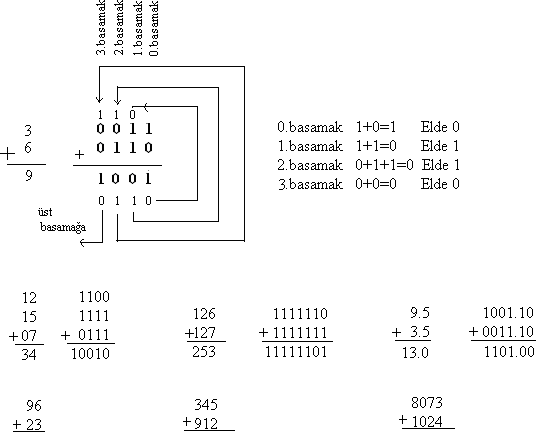 3.basamak
2.basamak
1.basamak
0.basamak
1 1 0
3 0 0 1 1
+ 6 + 0 1 1 0
9 1 0 0 1
0 1 1 0
üst
basamağa
0.basamak 1+0=1 Elde 0
1.basamak 1+1=0 Elde 1
2.basamak 0+1+1=0 Elde 1
3.basamak 0+0=0 Elde 0
12 1100
15 1111
+07 + 0111
34 10010
126 1111110
+127 + 1111111
253 11111101
9.5 1001.10
+ 3.5 +0011.10
13.0 1101.00
96
+ 23
345
+912
8073
+1024